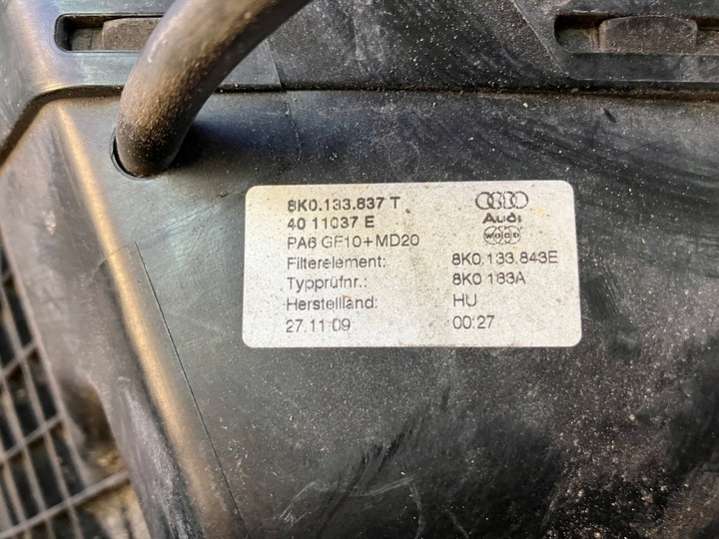 8K0.133.837 T
40 11037 E
PA6 GF10+MD20
Audi
Filterelement: 8K0.133.843E
Typprüfnr.: 8K0 183A
Herstellland: HU
27.11.09 00:27